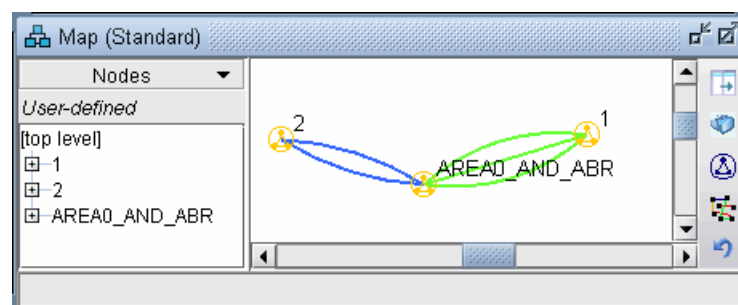 Map (Standard)
Nodes
User-defined
[top level]
1
2
AREA0_AND_ABR
2
1
AREA0_AND_ABR